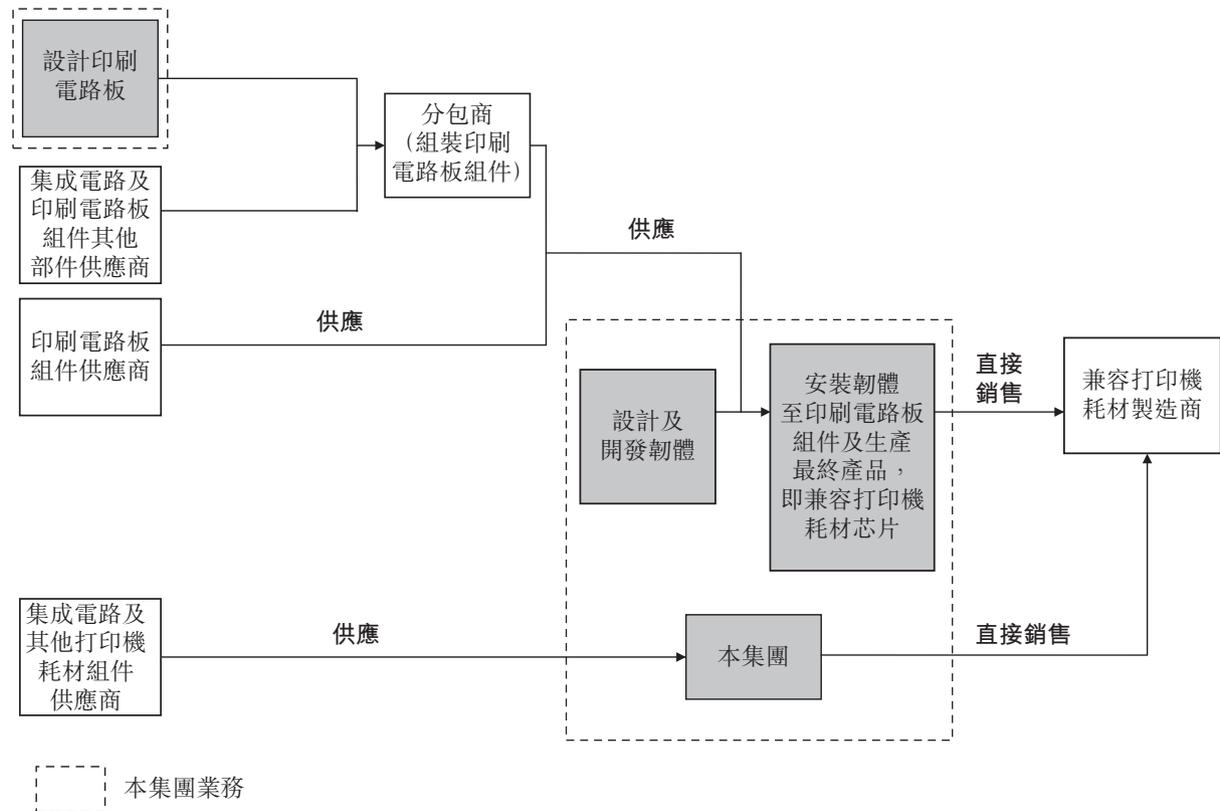 設計印刷
電路板
分包商
(組裝印刷
電路板組件)
集成電路及
印刷電路板
組件其他
部件供應商
供應
印刷電路板
組件供應商
供應
設計及
開發韌體
安裝韌體
至印刷電路板
組件及生產
最終產品，
即兼容打印機
耗材芯片
直接
銷售
兼容打印機
耗材製造商
集成電路及
其他打印機
耗材組件
供應商
供應
本集團
直接銷售
本集團業務